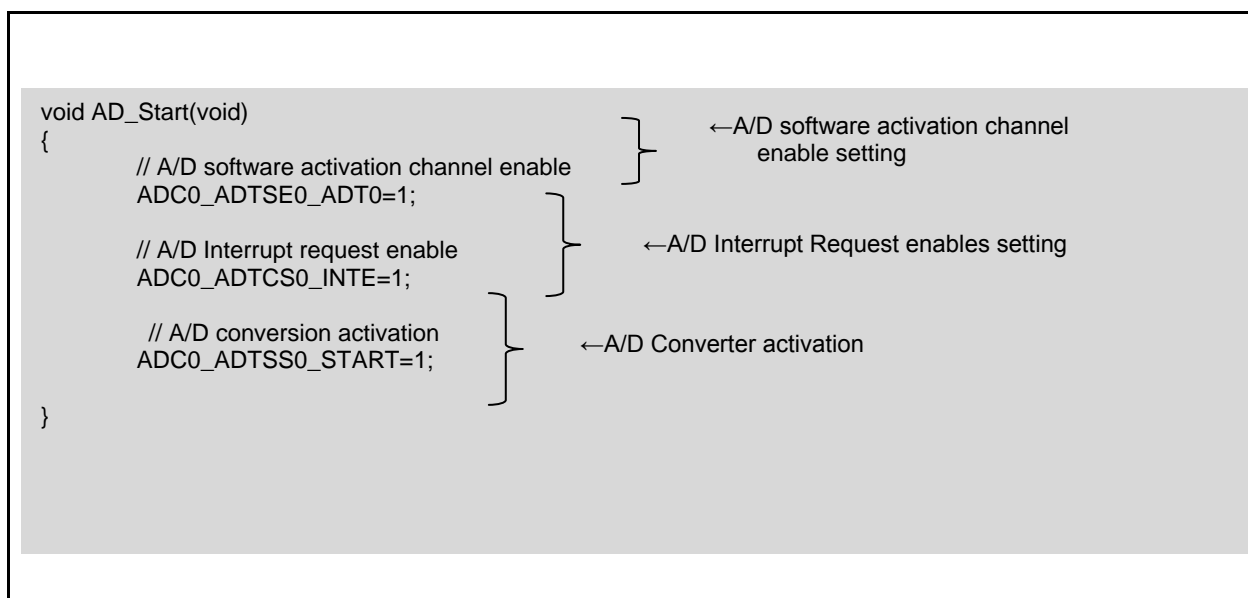 void AD_Start(void)
{
// A/D software activation channel enable
ADC0_ADTSE0_ADT0=1;
// A/D Interrupt request enable
ADC0_ADTCS0_INTE=1;
// A/D conversion activation
ADC0_ADTSS0_START=1;
}
←A/D software activation channel
enable setting
←A/D Interrupt Request enables setting
←A/D Converter activation